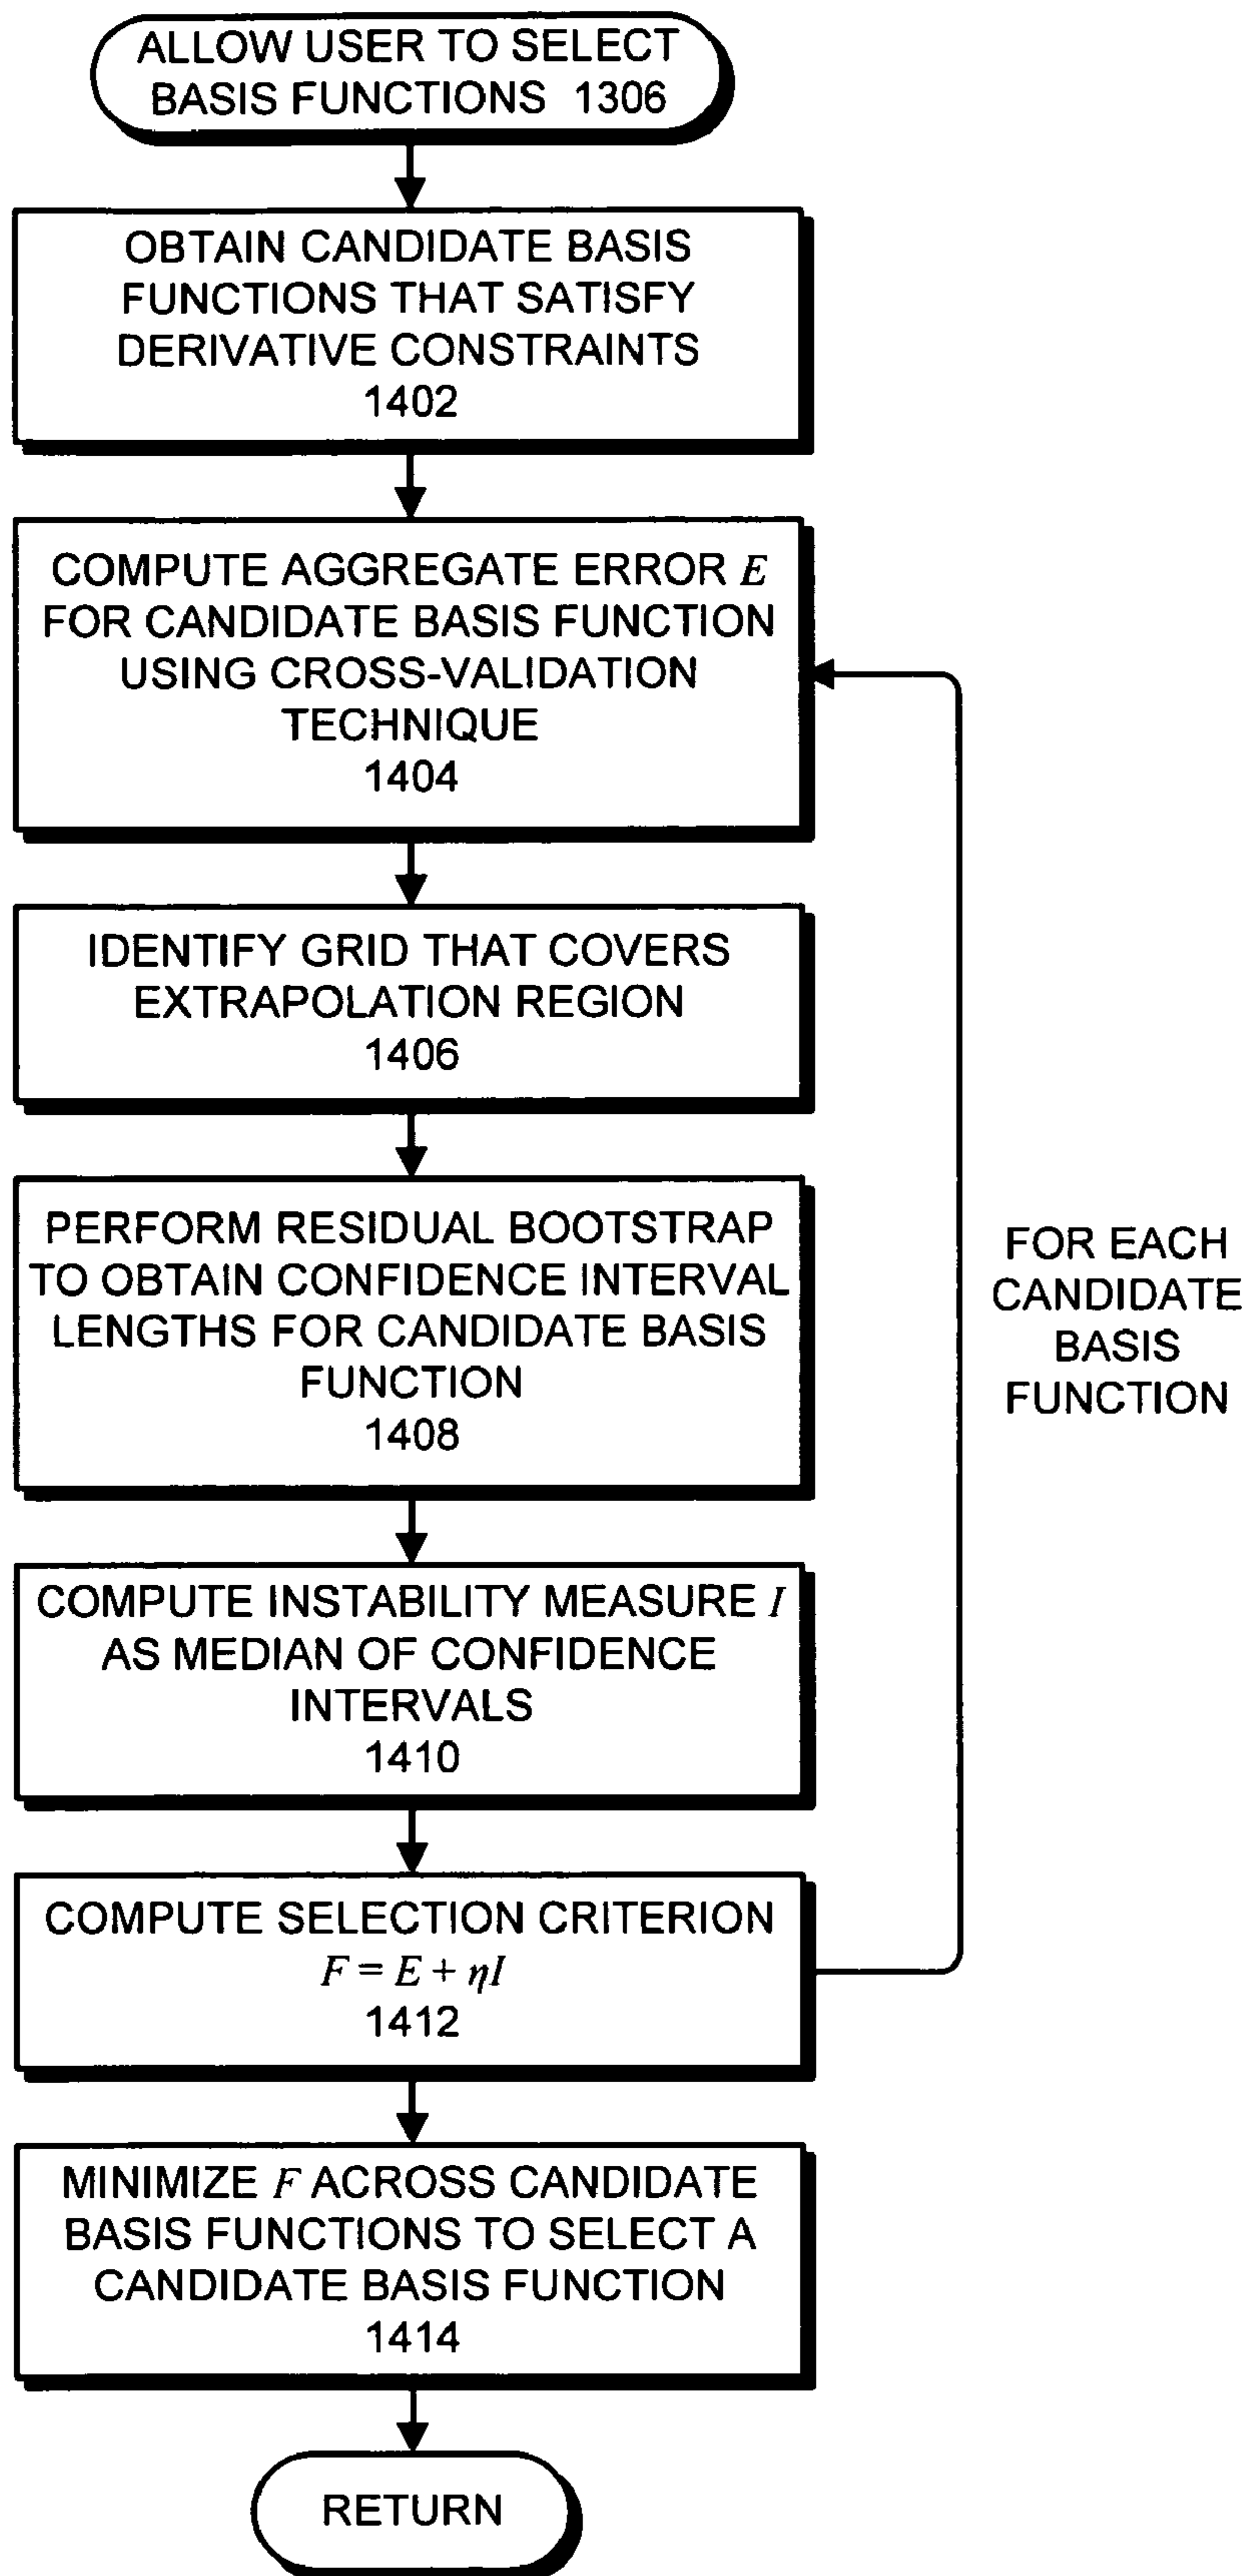 ALLOW USER TO SELECT
BASIS FUNCTIONS 1306
OBTAIN CANDIDATE BASIS
FUNCTIONS THAT SATISFY
DERIVATIVE CONSTRAINTS
1402
COMPUTE AGGREGATE ERROR E
FOR CANDIDATE BASIS FUNCTION
USING CROSS-VALIDATION
TECHNIQUE
1404
IDENTIFY GRID THAT COVERS
EXTRAPOLATION REGION
1406
PERFORM RESIDUAL BOOTSTRAP
TO OBTAIN CONFIDENCE INTERVAL
LENGTHS FOR CANDIDATE BASIS
FUNCTION
1408
FOR EACH
CANDIDATE
BASIS
FUNCTION
COMPUTE INSTABILITY MEASURE I
AS MEDIAN OF CONFIDENCE
INTERVALS
1410
COMPUTE SELECTION CRITERION
F = E + ηI
1412
MINIMIZE F ACROSS CANDIDATE
BASIS FUNCTIONS TO SELECT A
CANDIDATE BASIS FUNCTION
1414
RETURN